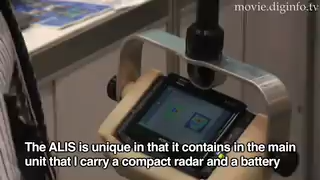 movie.diginfo.tv
The ALIS is unique in that it contains in the main
unit that I carry a compact radar and a battery